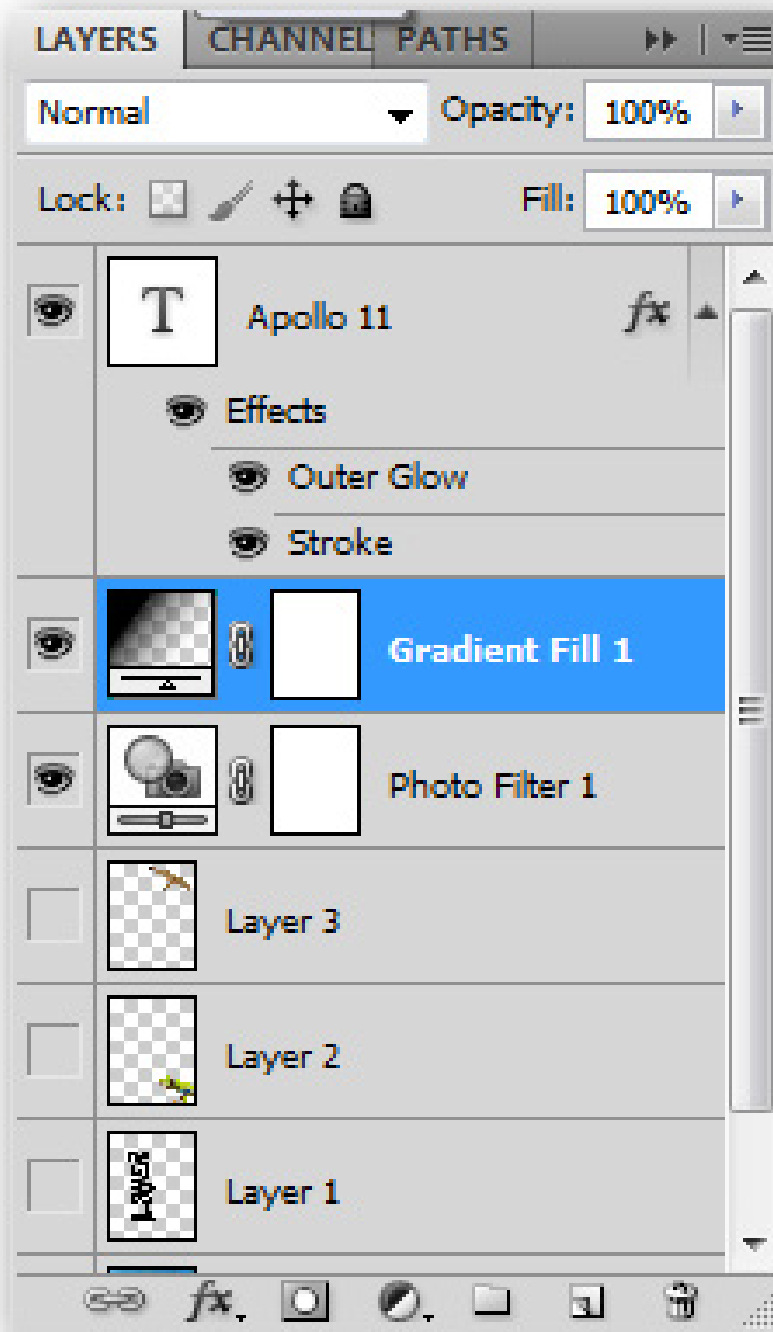 LAYERS CHANNEL PATHS
Normal Opacity: 100%
Lock: Fill: 100%
T Apollo 11 fx
Effects
Outer Glow
Stroke
Gradient Fill 1
Photo Filter 1
Layer 3
Layer 2
Layer 1
fx.